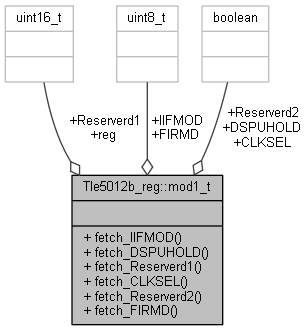 uint16_t
uint8_t
boolean
+Reserverd1
+reg
+IIFMOD
+FIRMD
+Reserverd2
+DSPUHOLD
+CLKSEL
Tle5012b_reg::mod1_t
+ fetch_IIFMOD()
+ fetch_DSPUHOLD()
+ fetch_Reserverd1()
+ fetch_CLKSEL()
+ fetch_Reserverd2()
+ fetch_FIRMD()